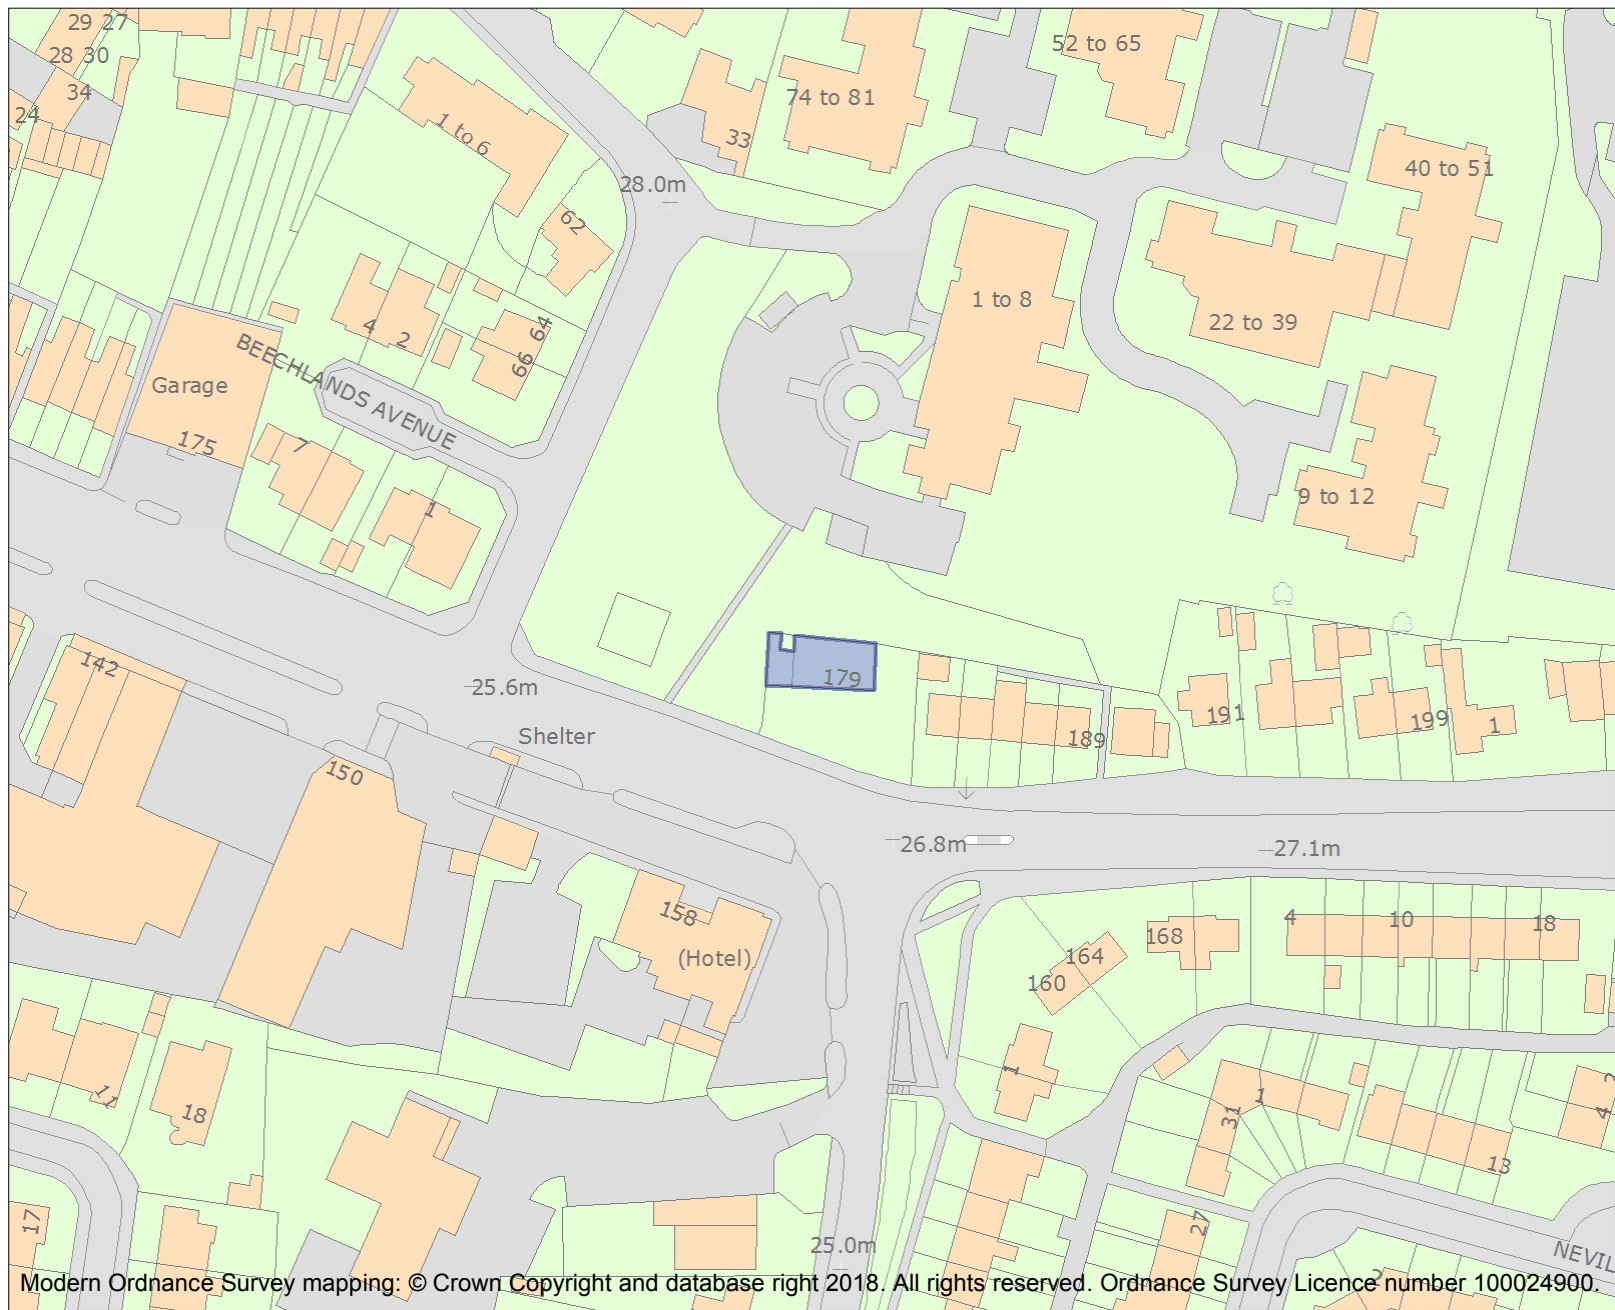 29 27
28 30
34
24
52 to 65
74 to 81
33
1 to 6
40 to 51
28.0m
62
1 to 8
22 to 39
4
2
64
66
BEECHLANDS AVENUE
Garage
175
7
1
9 to 12
142
25.6m
179
Shelter
150
191
199
1
189
26.8m
27.1m
158
(Hotel)
168
164
160
4
10
18
11
18
1
31
1
13
4
2
17
27
25.0m
NEVIL
2
Modern Ordnance Survey mapping: © Crown Copyright and database right 2018. All rights reserved. Ordnance Survey Licence number 100024900.